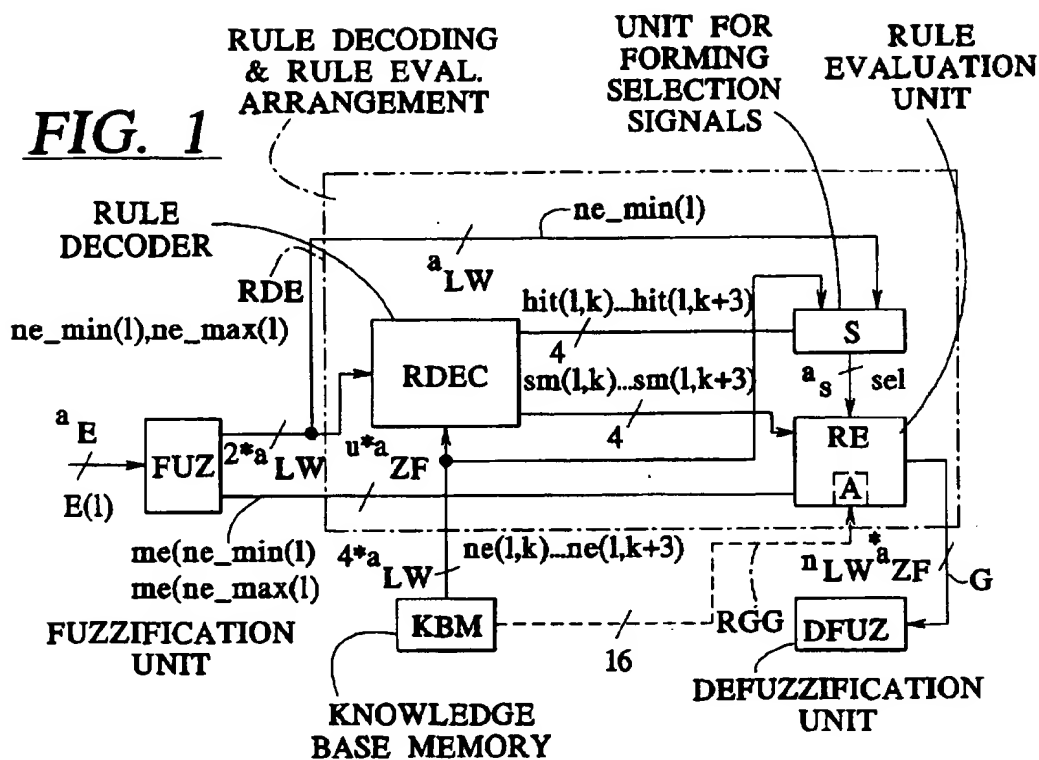 FIG. 1
RULE DECODING
& RULE EVAL.
ARRANGEMENT
UNIT FOR
FORMING
SELECTION
SIGNALS
RULE
EVALUATION
UNIT
RULE
DECODER
RDE
ne_min(l)
a LW
ne_min(l),ne_max(l)
hit(l,k)...hit(l,k+3)
4
S
RDEC
sm(l,k)...sm(l,k+3)
4
a s
sel
RE
A
a E
E(l)
FUZ
2*a LW
u*a ZF
me(ne_min(l)
me(ne_max(l)
4*a LW
ne(l,k)...ne(l,k+3)
n LW *a ZF
G
FUZZIFICATION
UNIT
KBM
16
RGG
DFUZ
KNOWLEDGE
BASE MEMORY
DEFUZZIFICATION
UNIT